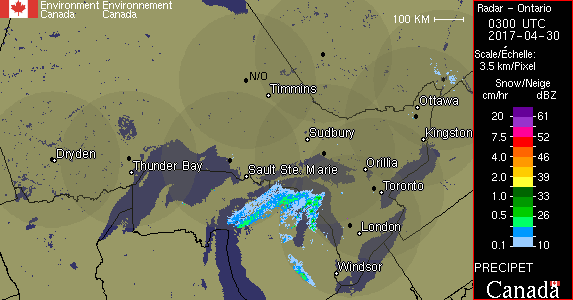 Environment Environnement
Canada Canada
100 KM
N/O
Timmins
Ottawa
Sudbury
Kingston
Dryden
Thunder Bay
Sault Ste. Marie
Orillia
Toronto
London
Windsor
Radar - Ontario
0300 UTC
2017-04-30
Scale/Échelle:
3.5 km/Pixel
Snow/Neige
cm/hr dBZ
20 61
7.5 52
4.0 46
2.0 39
1.0 33
0.5 26
0.1 10
PRECIPET
Canada